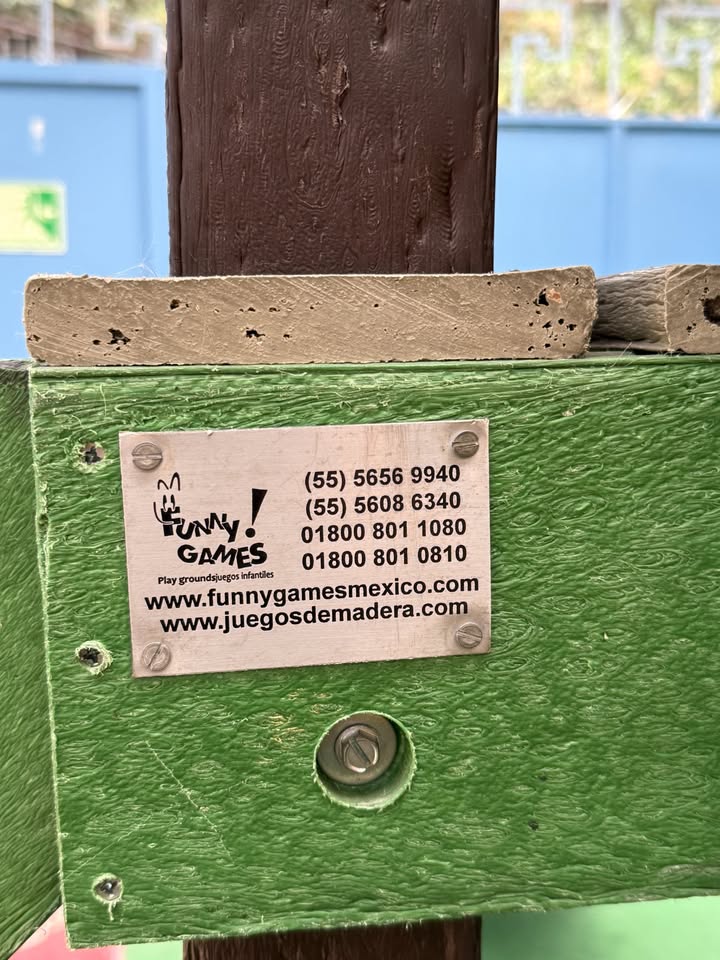 FUNNY!
GAMES
Play groundsjuegos infantiles
(55) 5656 9940
(55) 5608 6340
01800 801 1080
01800 801 0810
www.funnygamesmexico.com
www.juegosdemadera.com